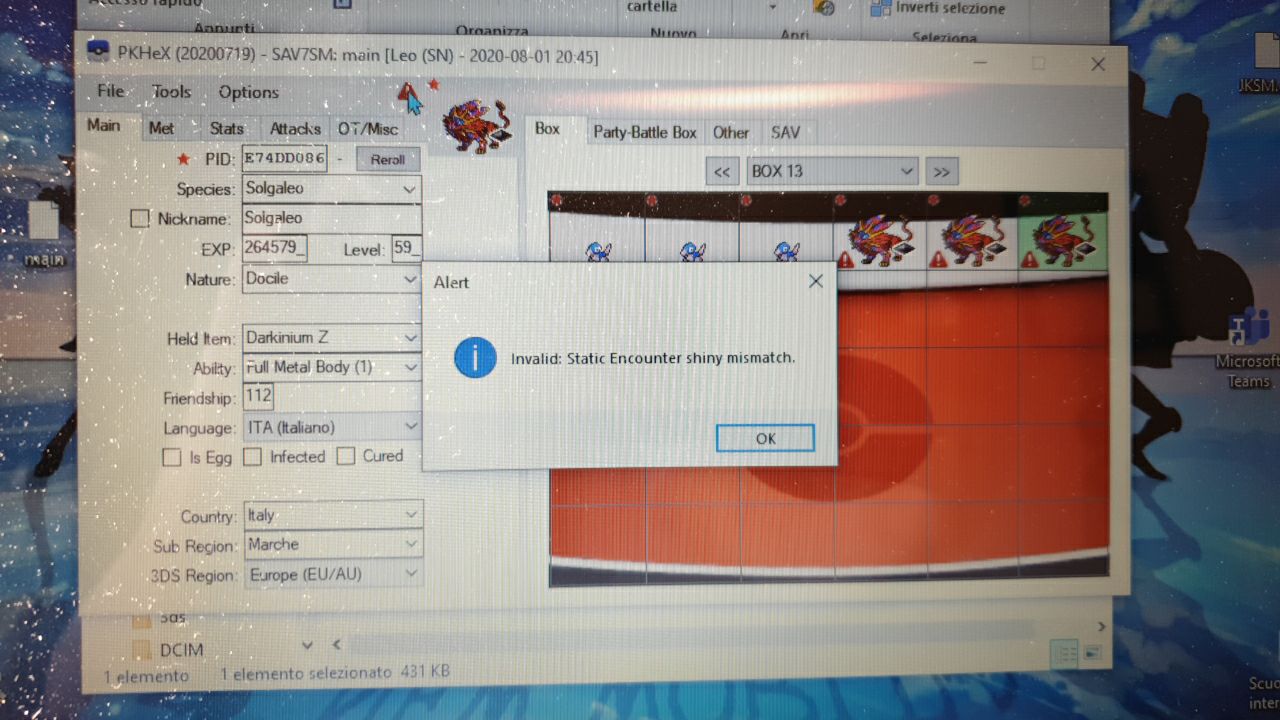 Accesso rapido
cartella
Inverti selezione
Appunti
Organizza
Nuovo
Apri
Seleziona
PKHeX (20200719) - SAV7SM: main [Leo (SN) - 2020-08-01 20:45]
File Tools Options
Main Met Stats Attacks OT/Misc
Box Party-Battle Box Other SAV
PID: E74DD086 - Reroll
<< BOX 13 >>
Species: Solgaleo
Nickname: Solgaleo
EXP: 264579_ Level: 59_
Nature: Docile
Held Item: Darkinium Z
Ability: Full Metal Body (1)
Friendship: 112
Language: ITA (Italiano)
Is Egg Infected Cured
Country: Italy
Sub Region: Marche
3DS Region: Europe (EU/AU)
Alert
Invalid: Static Encounter shiny mismatch.
OK
main
JKSM.
Microsoft
Teams
sas
DCIM
1 elemento 1 elemento selezionato 431 KB
Scuo
inter